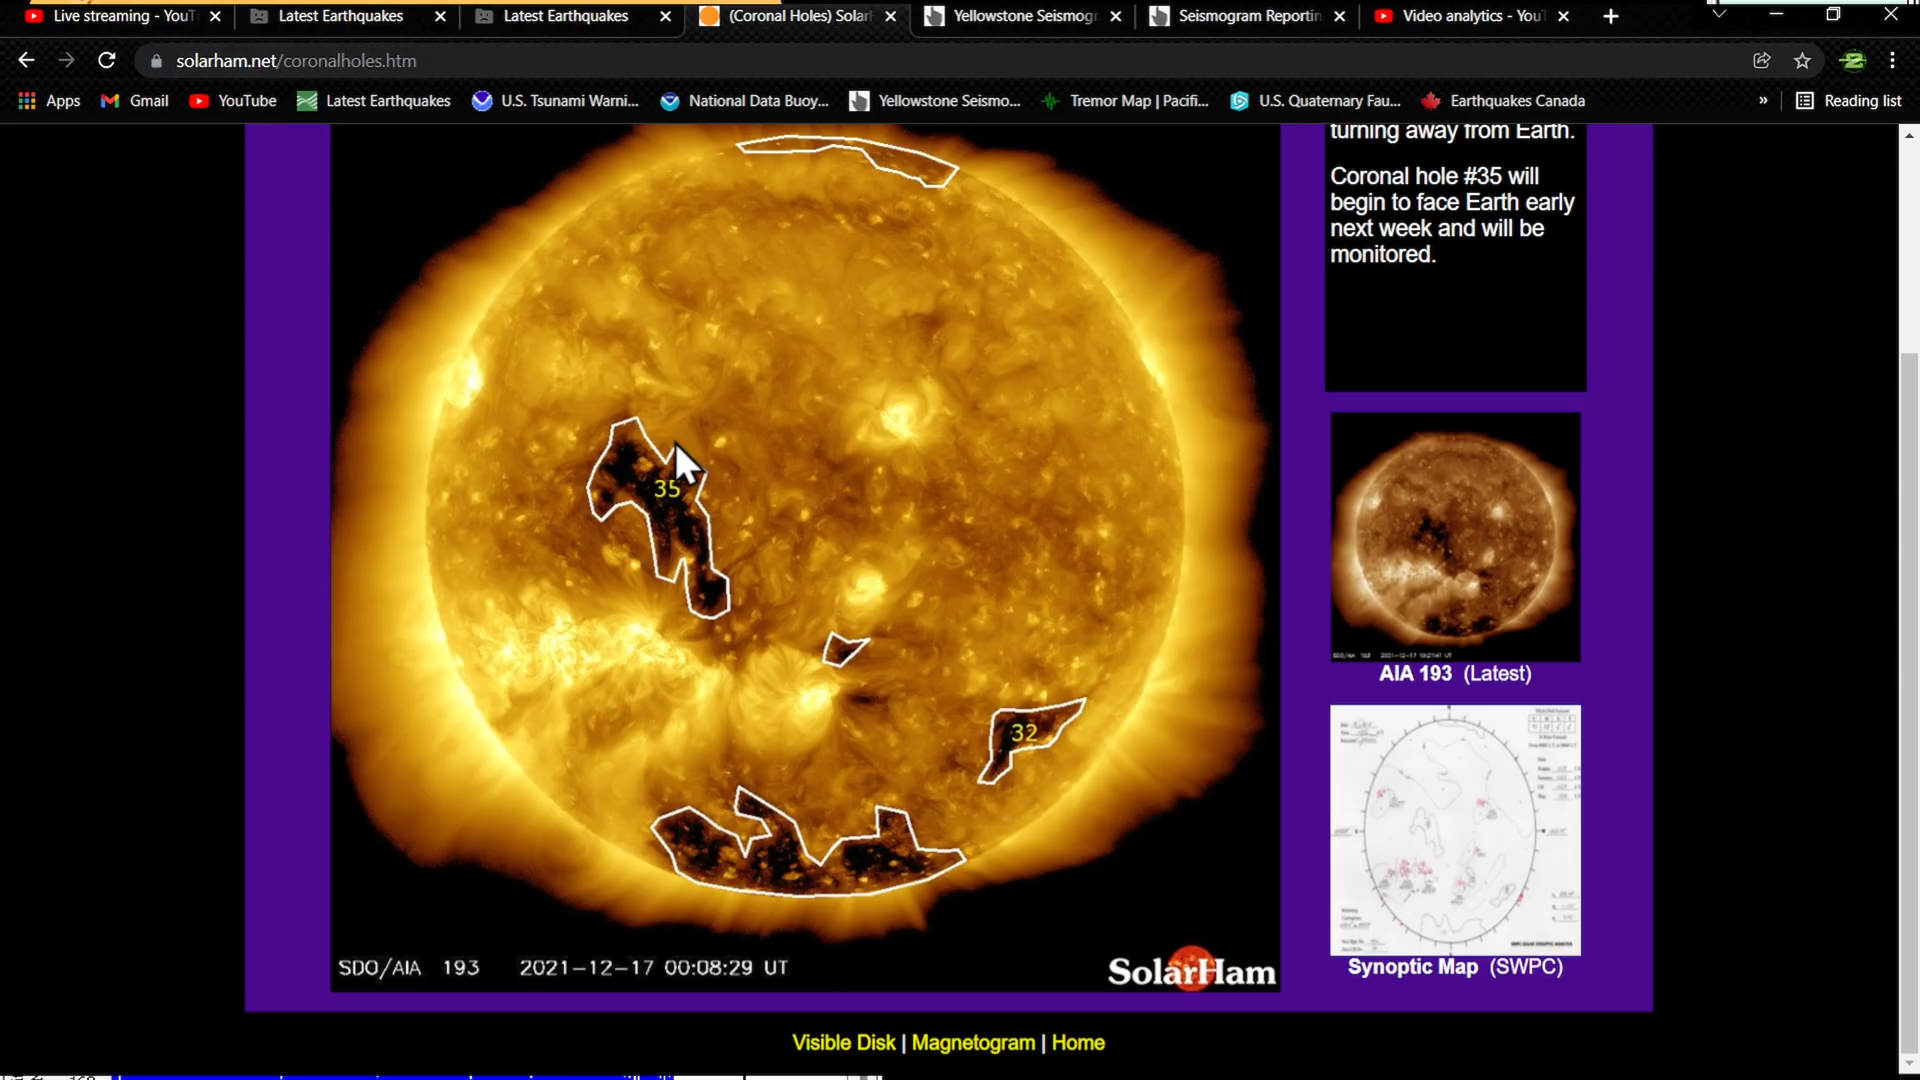 Live streaming - YouT
Latest Earthquakes
Latest Earthquakes
(Coronal Holes) Solar
Yellowstone Seismogr
Seismogram Reportin
Video analytics - YouT
solarham.net/coronalholes.htm
Apps
Gmail
YouTube
Latest Earthquakes
U.S. Tsunami Warni...
National Data Buoy...
Yellowstone Seismo...
Tremor Map | Pacifi...
U.S. Quaternary Fau...
Earthquakes Canada
»
Reading list
turning away from Earth.
Coronal hole #35 will
begin to face Earth early
next week and will be
monitored.
35
32
SDO/AIA 193 2021-12-17 00:08:29 UT
SolarHam
AIA 193 (Latest)
Synoptic Map (SWPC)
Visible Disk | Magnetogram | Home